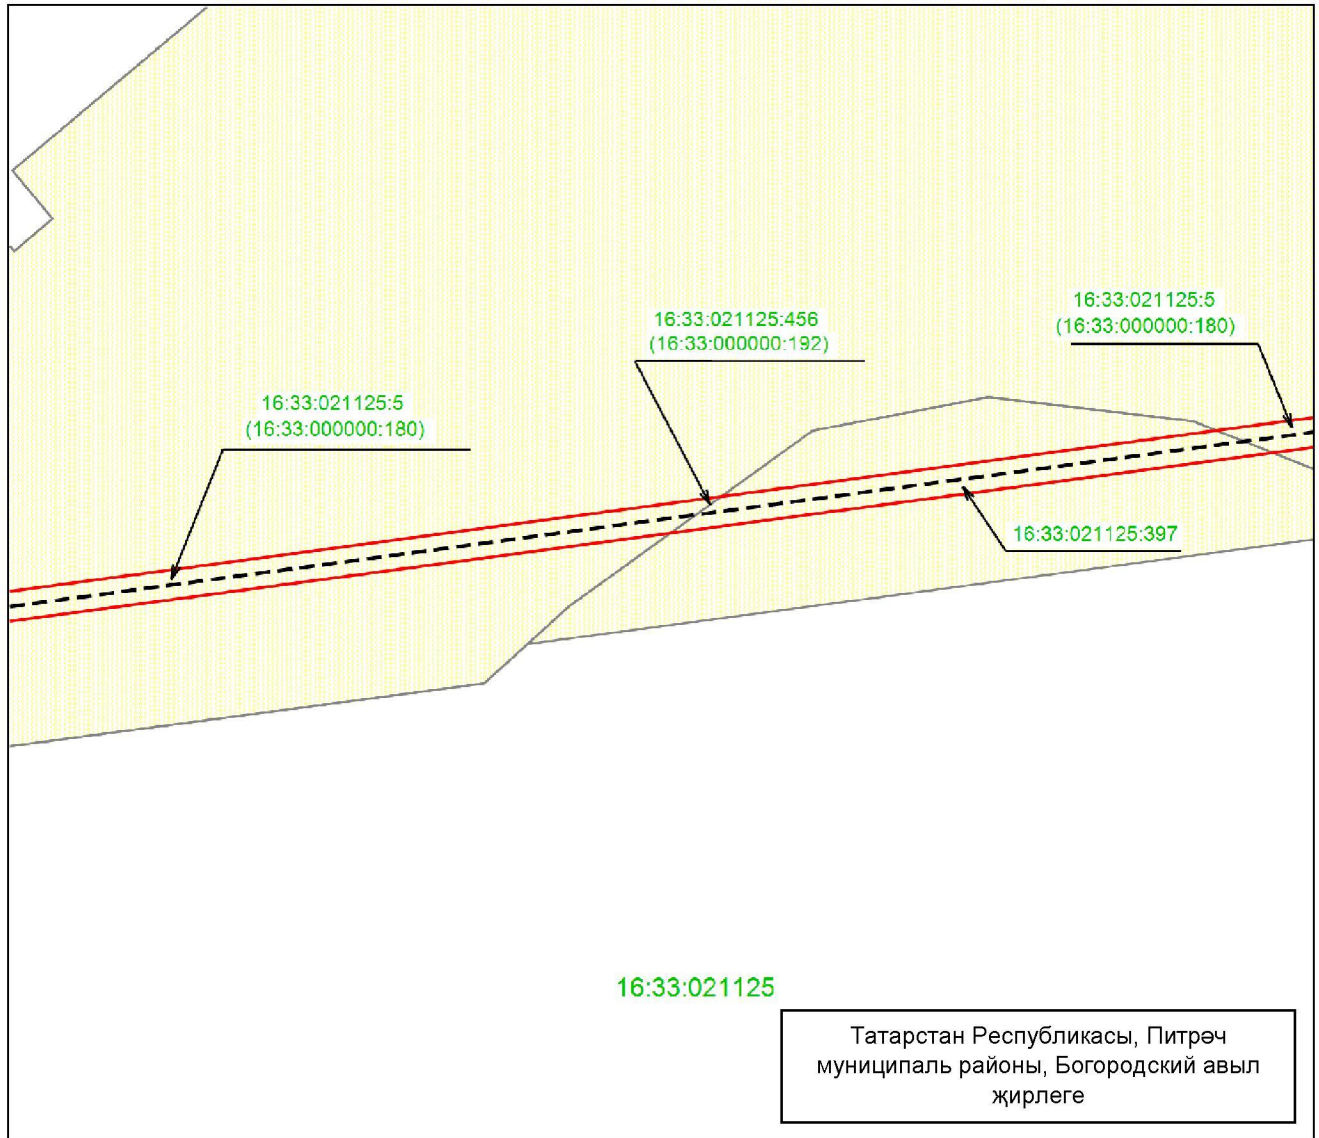 16:33:021125:5
(16:33:000000:180)
16:33:021125:456
(16:33:000000:192)
16:33:021125:5
(16:33:000000:180)
16:33:021125:397
16:33:021125
Татарстан Республикасы, Питрәч
муниципаль районы, Богородский авыл
җирлеге